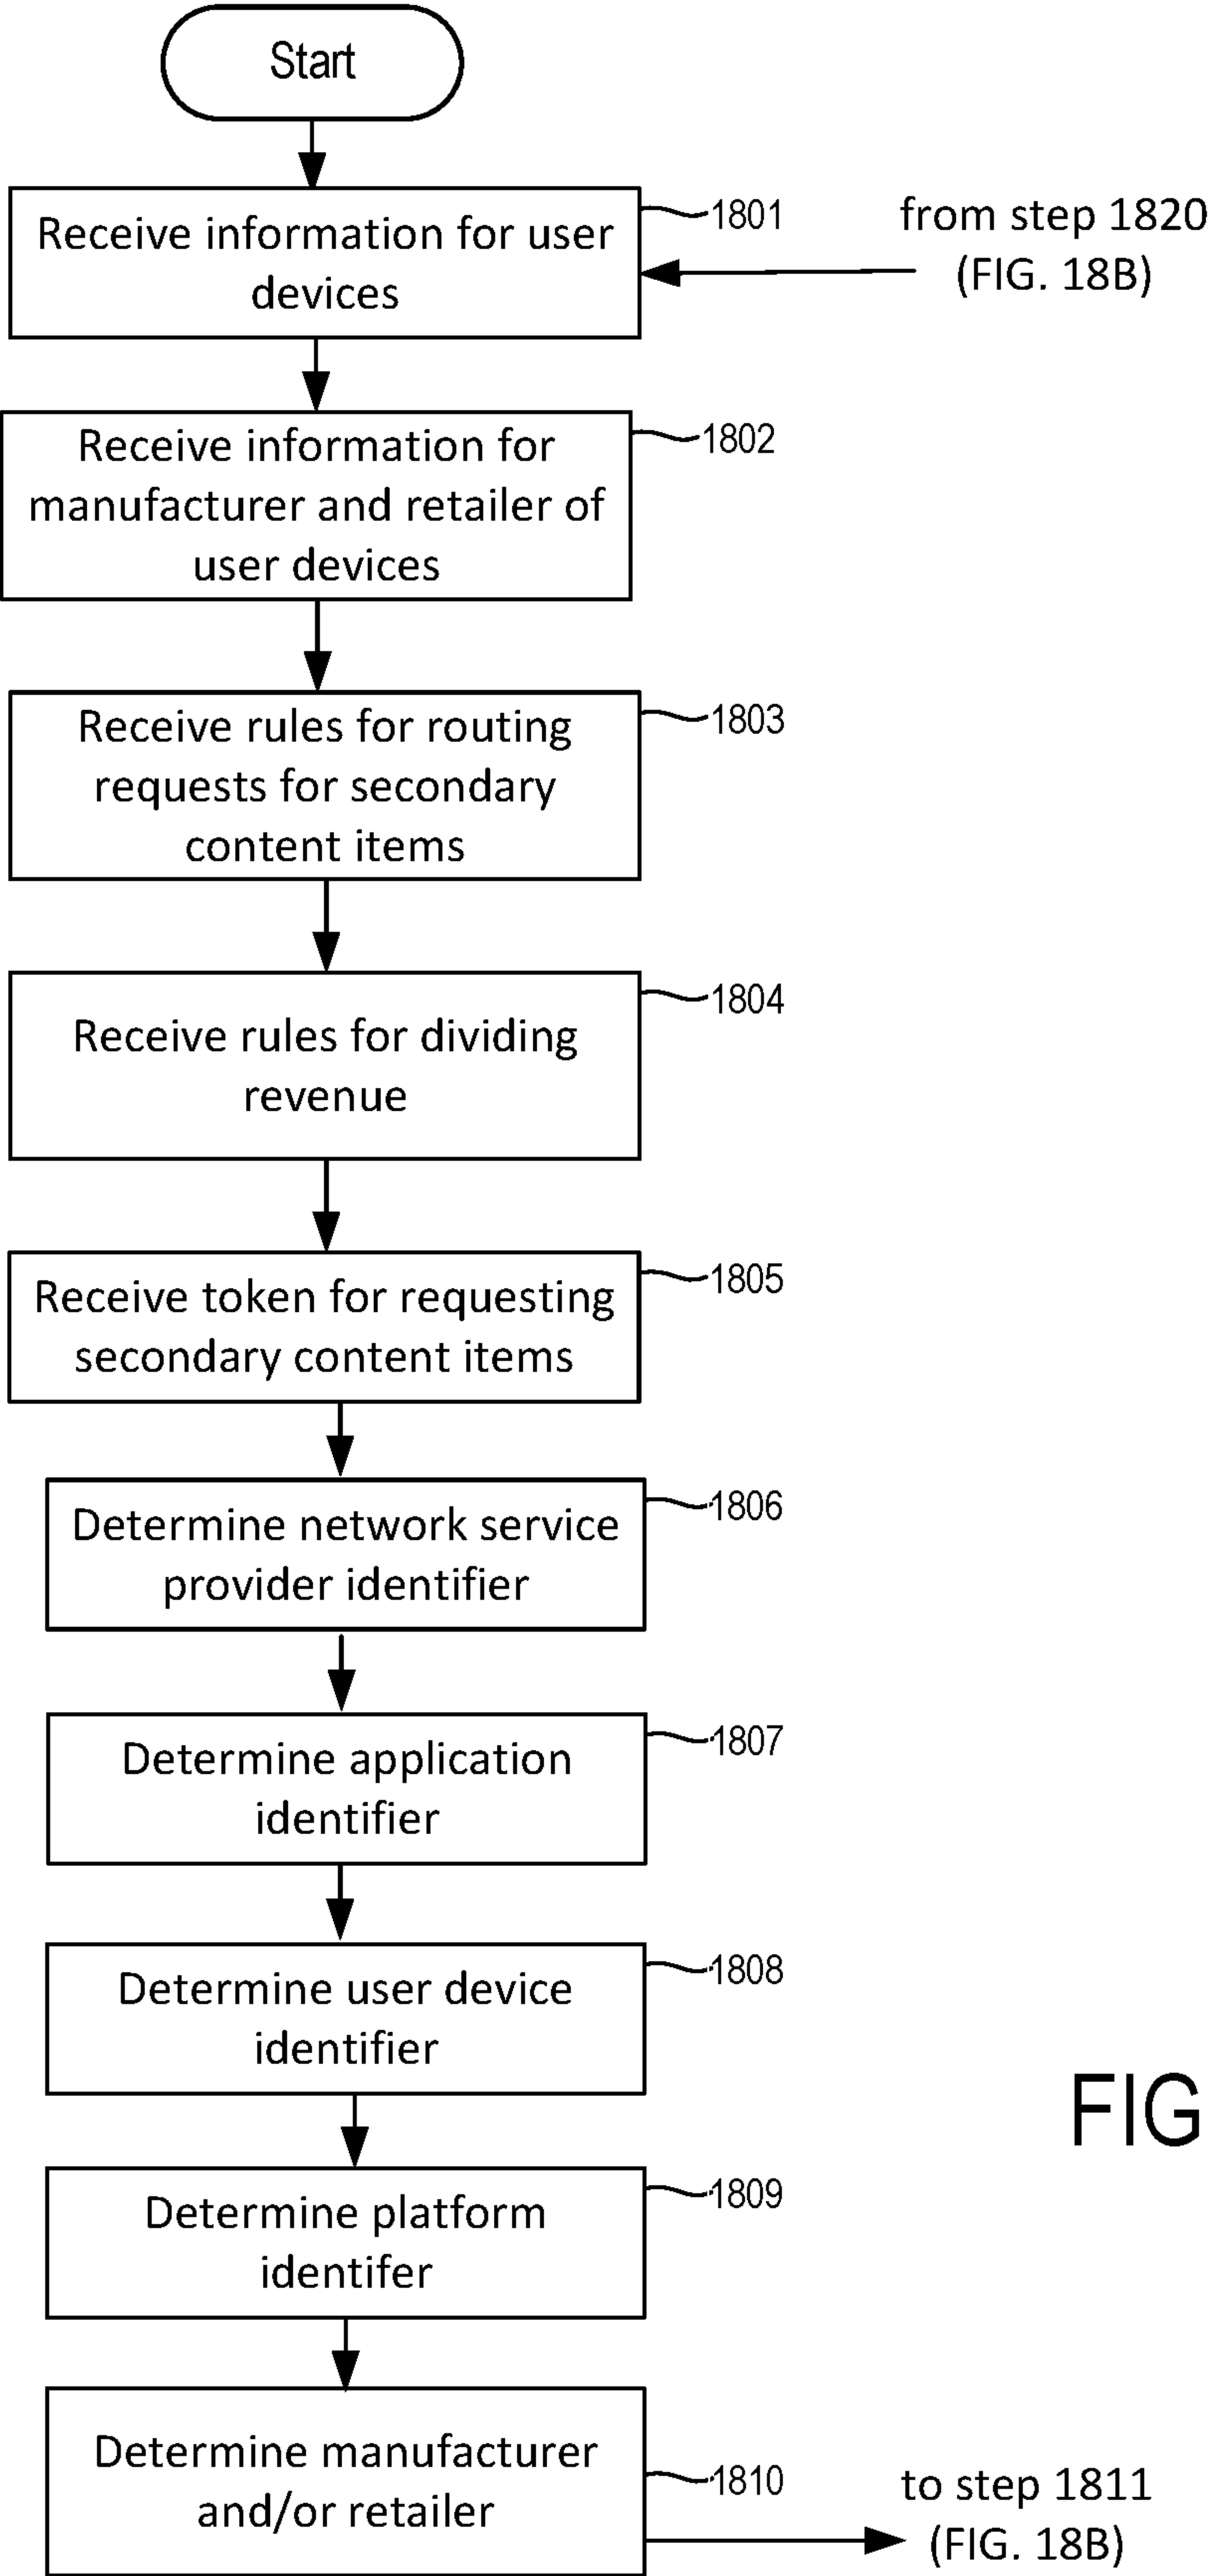 Start
Receive information for user
devices
1801
from step 1820
(FIG. 18B)
Receive information for
manufacturer and retailer of
user devices
1802
Receive rules for routing
requests for secondary
content items
1803
Receive rules for dividing
revenue
1804
Receive token for requesting
secondary content items
1805
Determine network service
provider identifier
1806
Determine application
identifier
1807
Determine user device
identifier
1808
FIG
Determine platform
identifer
1809
Determine manufacturer
and/or retailer
1810
to step 1811
(FIG. 18B)